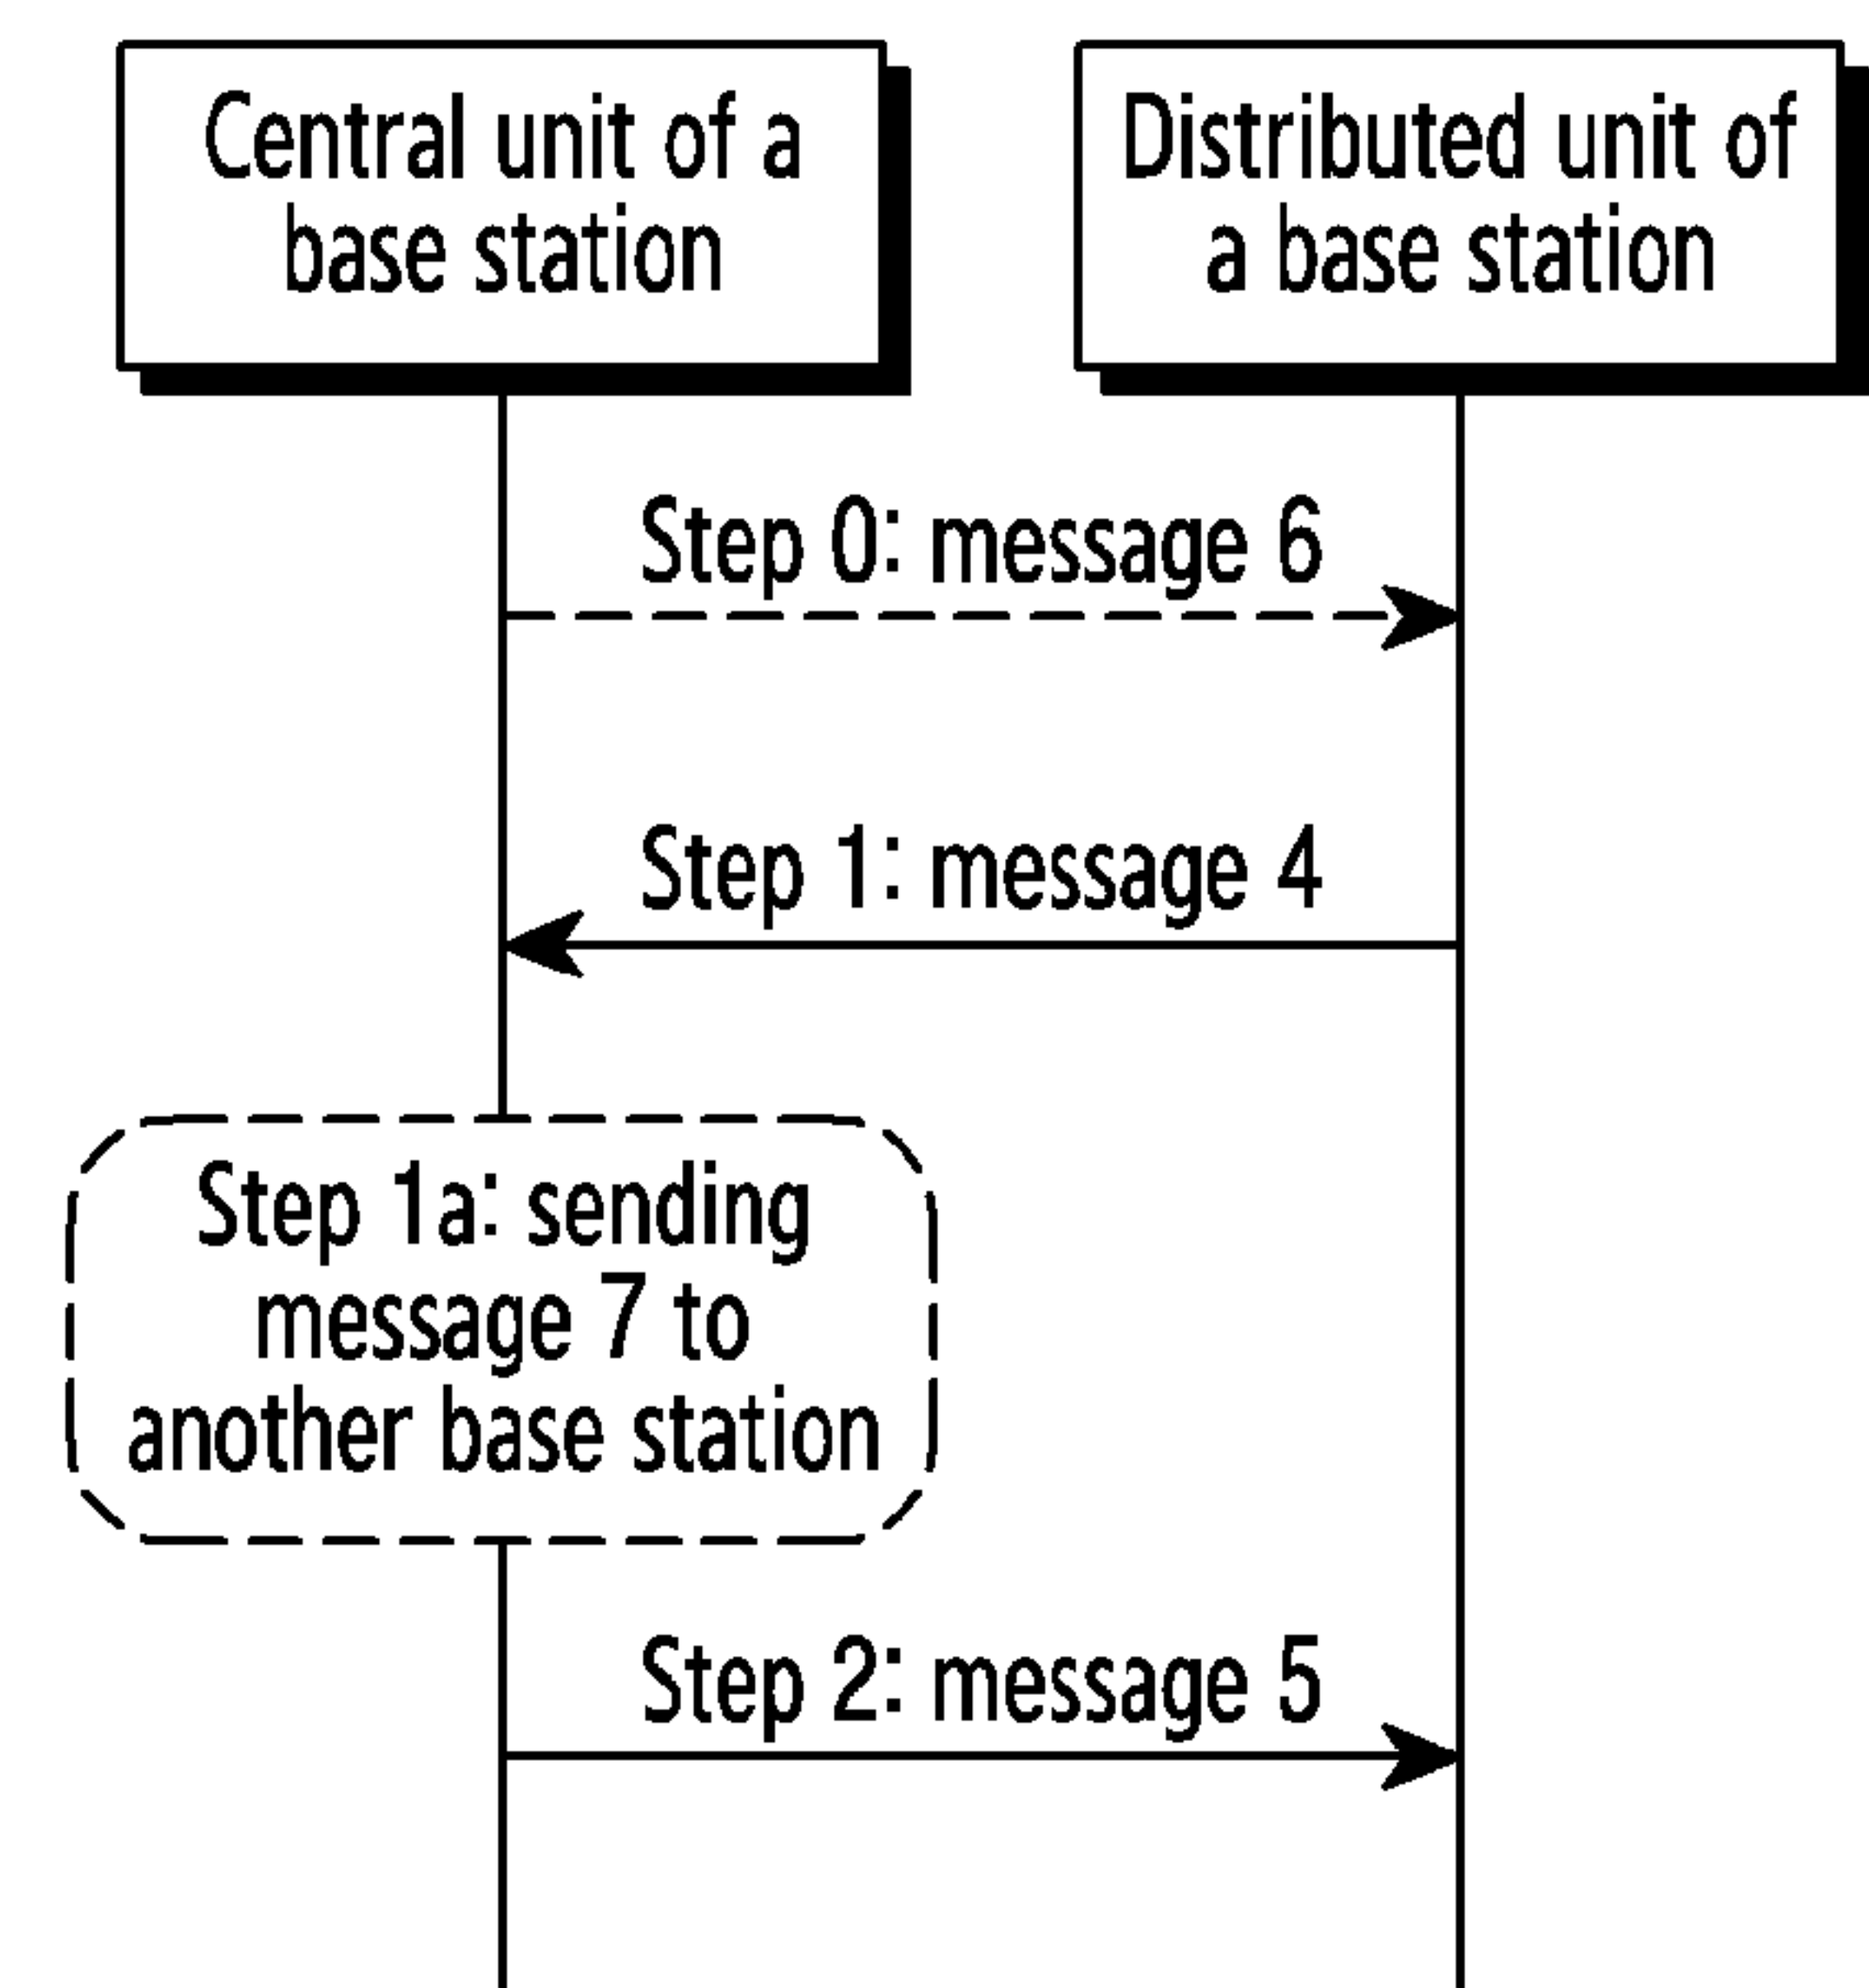 Central unit of a
base station
Distributed unit of
a base station
Step 0: message 6
Step 1: message 4
Step 1a: sending
message 7 to
another base station
Step 2: message 5